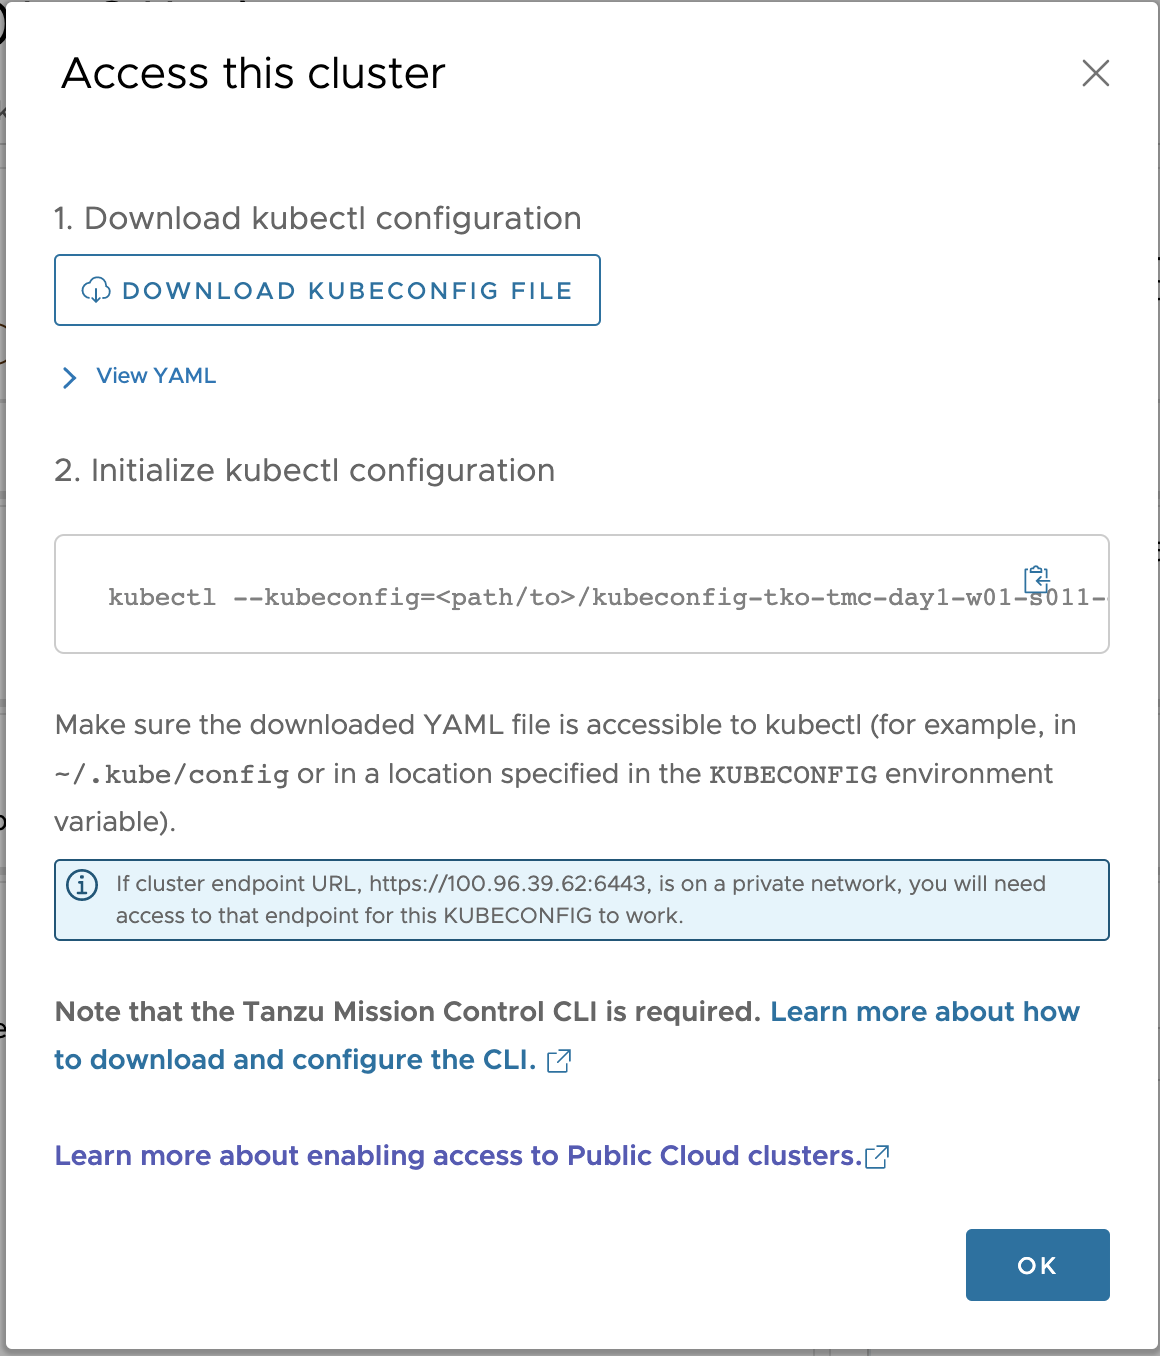 Access this cluster
1. Download kubectl configuration
DOWNLOAD KUBECONFIG FILE
View YAML
2. Initialize kubectl configuration
kubectl --kubeconfig=<path/to>/kubeconfig-tko-tmc-day1-w01-s011-
Make sure the downloaded YAML file is accessible to kubectl (for example, in
~/.kube/config or in a location specified in the KUBECONFIG environment
variable).
If cluster endpoint URL, https://100.96.39.62:6443, is on a private network, you will need
access to that endpoint for this KUBECONFIG to work.
Note that the Tanzu Mission Control CLI is required. Learn more about how
to download and configure the CLI.
Learn more about enabling access to Public Cloud clusters.
OK